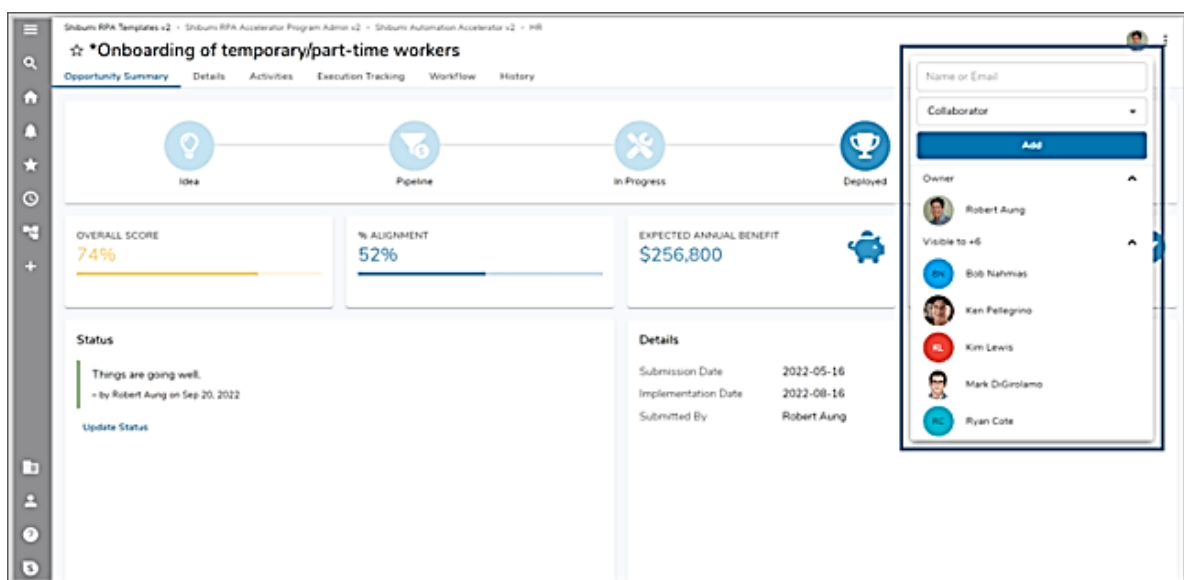 Shibumi RPA Templates v2 • Shibumi RPA Accelerator Program Admin v2 • Shibumi Automation Accelerator v2 • HR
*Onboarding of temporary/part-time workers
Opportunity Summary Details Activities Execution Tracking Workflow History
Idea Pipeline In Progress Deployed
OVERALL SCORE
74%
% ALIGNMENT
52%
EXPECTED ANNUAL BENEFIT
$256,800
Status
Things are going well.
– by Robert Aung on Sep 20, 2022
Update Status
Details
Submission Date 2022-05-16
Implementation Date 2022-08-16
Submitted By Robert Aung
Name or Email
Collaborator
Add
Owner
Robert Aung
Visible to +6
BN Bob Nahmias
Ken Pellegrino
KL Kim Lewis
Mark DiGirolamo
RC Ryan Cote